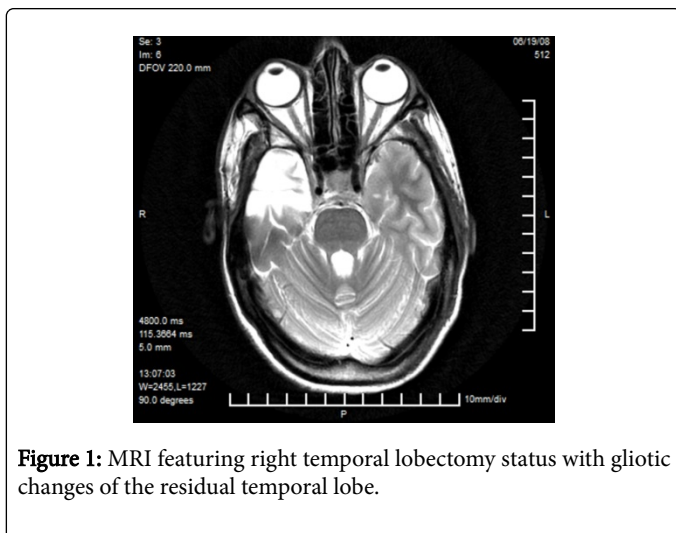 Se: 3
Im: 6
DFOV 220.0 mm
06/19/08
512
R
L
4800.0 ms
115.3664 ms
5.0 mm
13:07:03
W=2455,L=1227
90.0 degrees
10mm/div
P
Figure 1: MRI featuring right temporal lobectomy status with gliotic
changes of the residual temporal lobe.